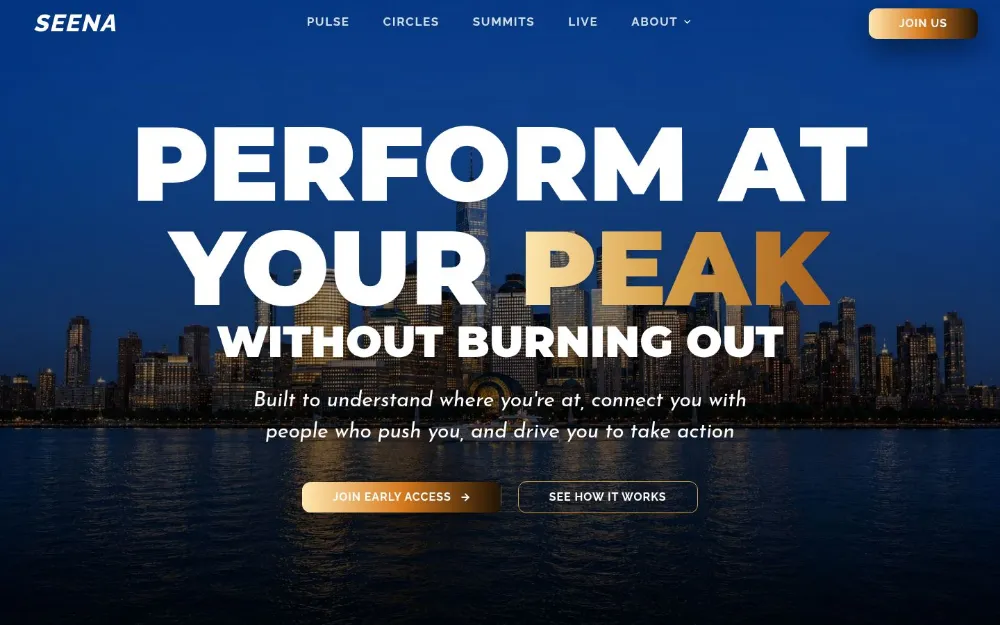 SEENA
PULSE
CIRCLES
SUMMITS
LIVE
ABOUT
JOIN US
PERFORM AT
YOUR PEAK
WITHOUT BURNING OUT
Built to understand where you're at, connect you with
people who push you, and drive you to take action
JOIN EARLY ACCESS →
SEE HOW IT WORKS